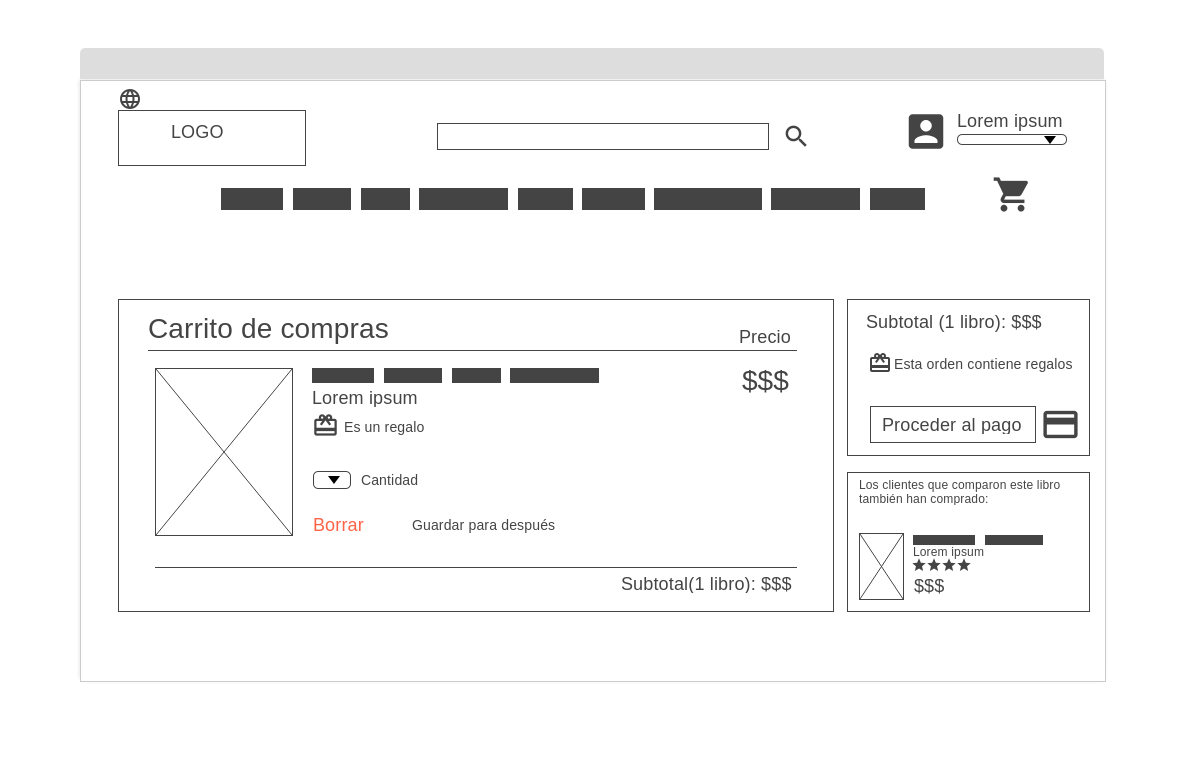 LOGO
Lorem ipsum
Carrito de compras
Precio
Lorem ipsum
$$$
Es un regalo
Cantidad
Borrar
Guardar para después
Subtotal(1 libro): $$$
Subtotal (1 libro): $$$
Esta orden contiene regalos
Proceder al pago
Los clientes que comparon este libro
también han comprado:
Lorem ipsum
$$$